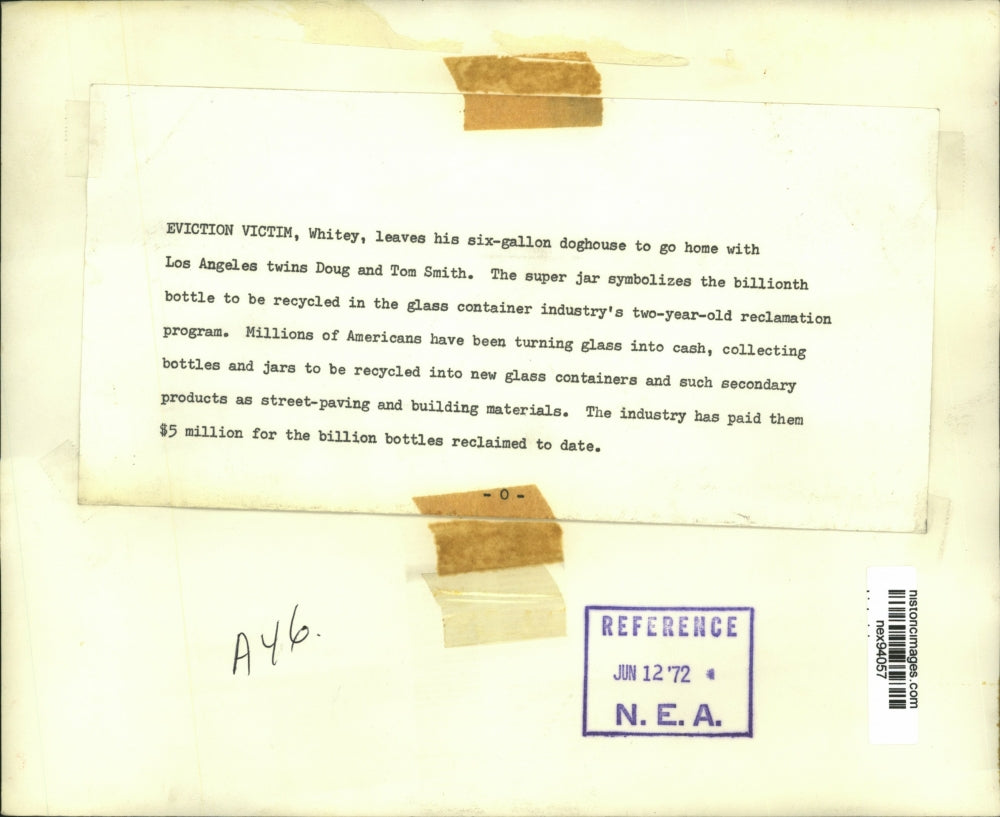 EVICTION VICTIM, Whitey, leaves his six-gallon doghouse to go home with
Los Angeles twins Doug and Tom Smith. The super jar symbolizes the billionth
bottle to be recycled in the glass container industry's two-year-old reclamation
program. Millions of Americans have been turning glass into cash, collecting
bottles and jars to be recycled into new glass containers and such secondary
products as street-paving and building materials. The industry has paid them
$5 million for the billion bottles reclaimed to date.
- 0 -
A46.
REFERENCE
JUN 12 '72
N. E. A.
historicimages.com
nex94057